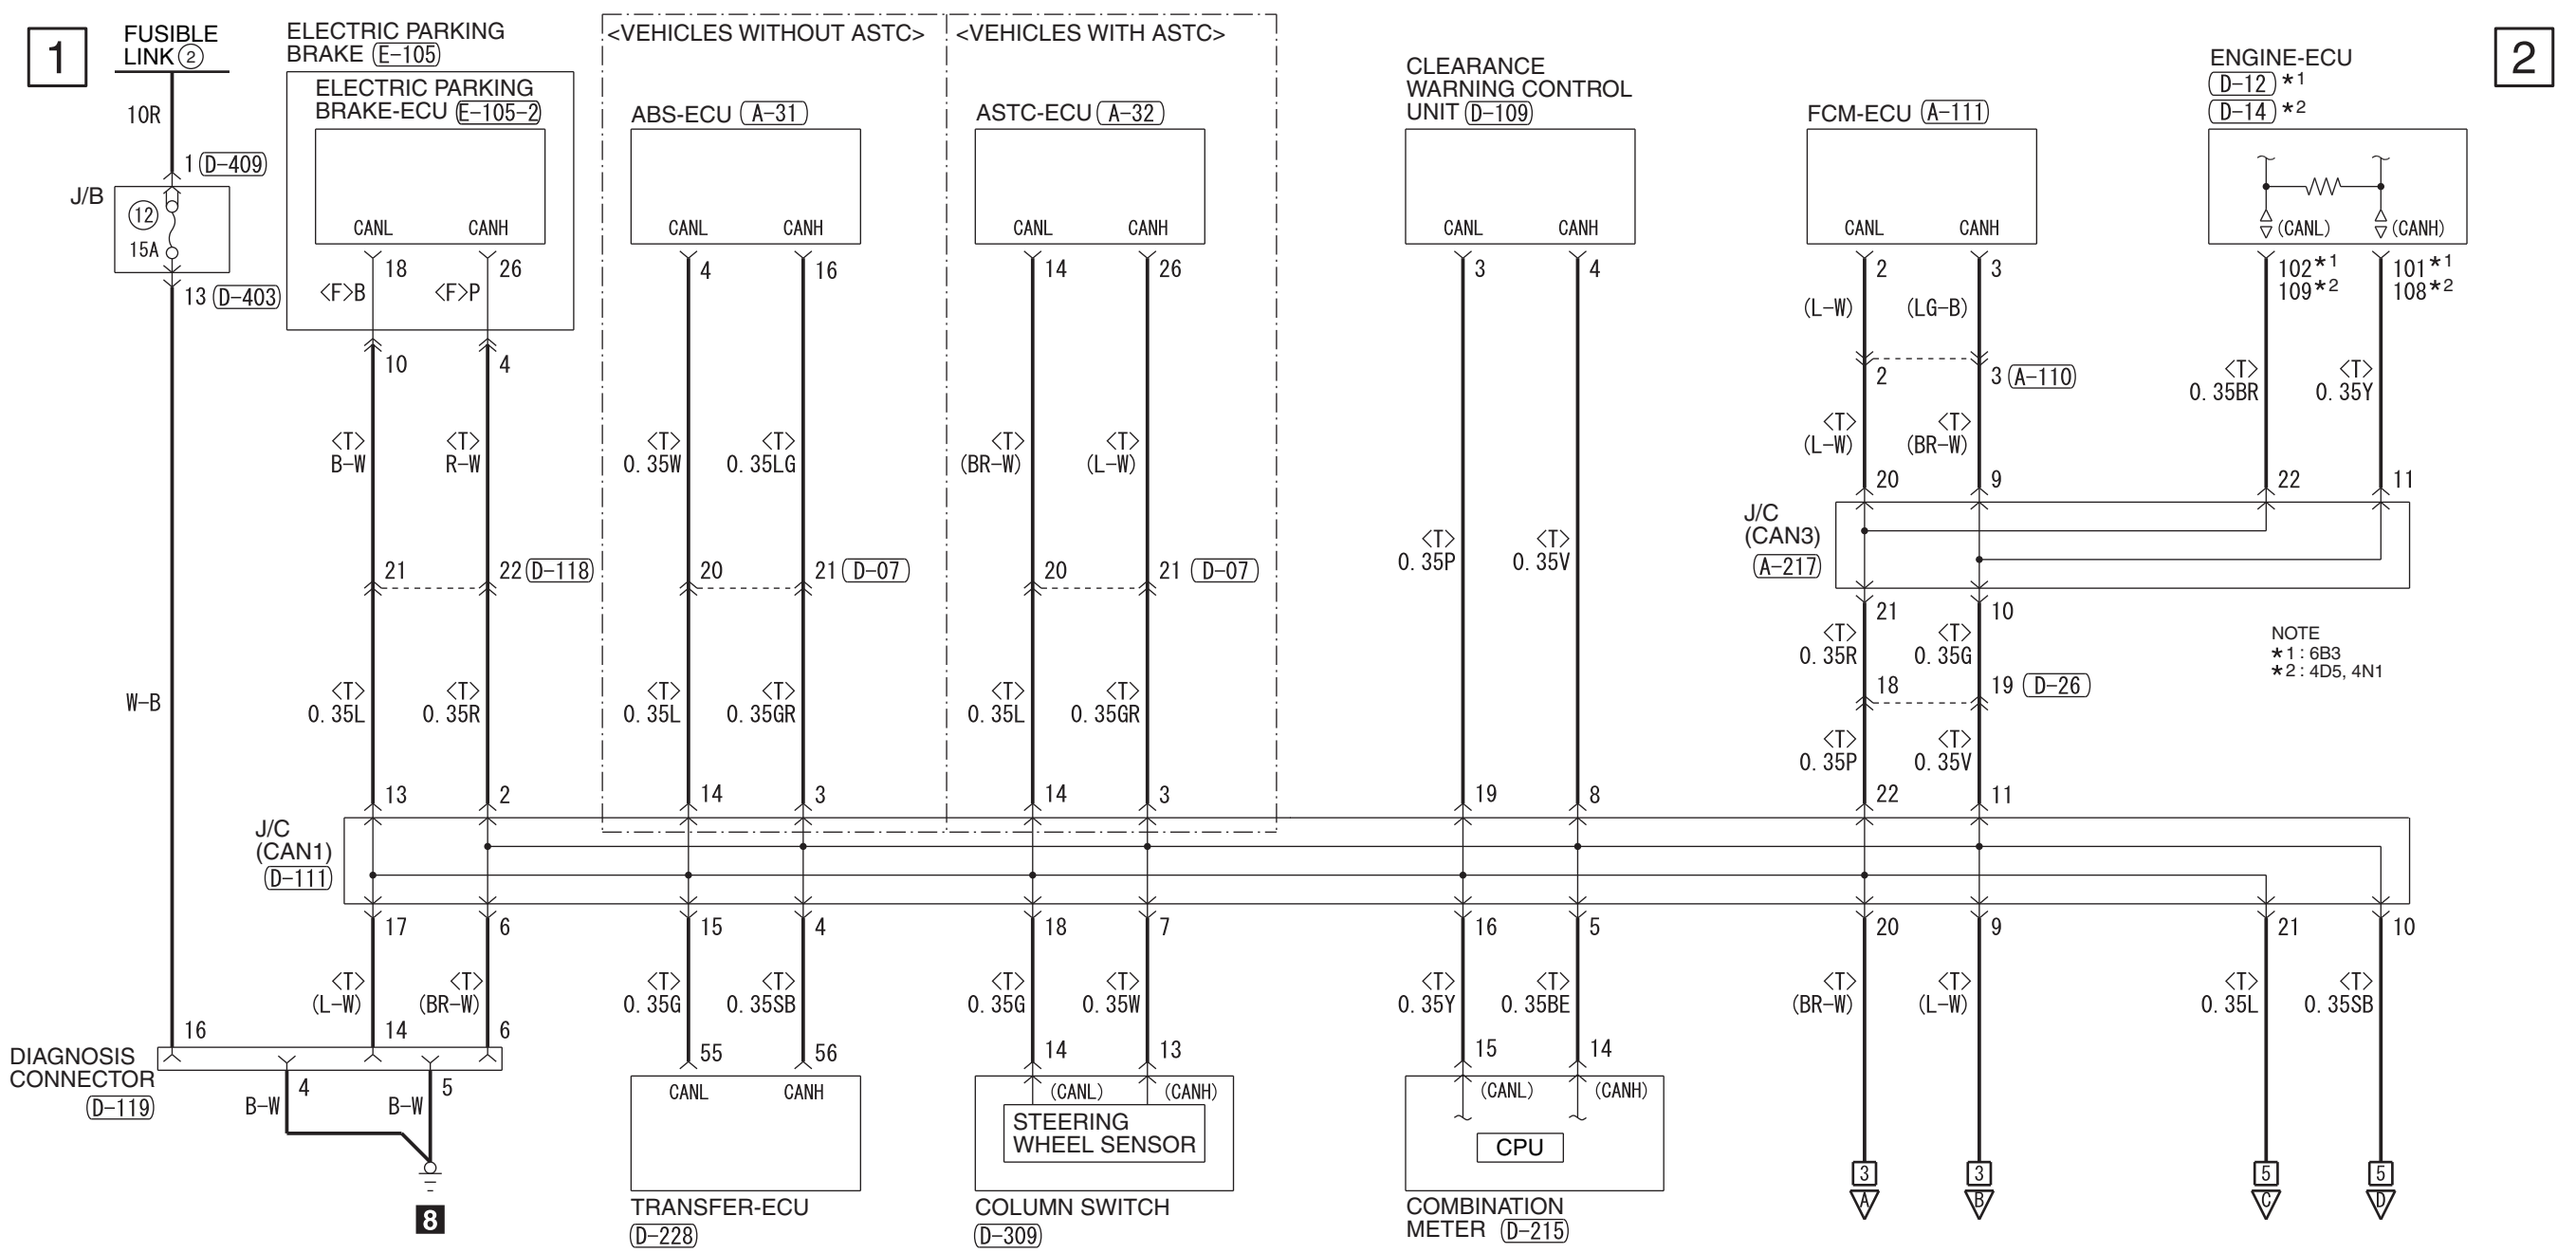 1
FUSIBLE
LINK 2
10R
1 D-409
J/B
12
15A
13 D-403
W-B
16
ELECTRIC PARKING
BRAKE E-105
ELECTRIC PARKING
BRAKE-ECU E-105-2
CANL CANH
18 26
<F>B <F>P
10 4
<T> <T>
B-W R-W
21 22 D-118
<T> <T>
0.35L 0.35R
13 2
<VEHICLES WITHOUT ASTC>
ABS-ECU A-31
CANL CANH
4 16
<T> <T>
0.35W 0.35LG
20 21 D-07
<T> <T>
0.35L 0.35GR
14 3
<VEHICLES WITH ASTC>
ASTC-ECU A-32
CANL CANH
14 26
<T> <T>
(BR-W) (L-W)
20 21 D-07
<T> <T>
0.35L 0.35GR
14 3
CLEARANCE
WARNING CONTROL
UNIT D-109
CANL CANH
3 4
<T> <T>
0.35P 0.35V
19 8
FCM-ECU A-111
CANL CANH
2 3
(L-W) (LG-B)
2 3 A-110
<T> <T>
(L-W) (BR-W)
20 9
2
ENGINE-ECU
D-12 *1
D-14 *2
(CANL) (CANH)
102*1 101*1
109*2 108*2
<T> <T>
0.35BR 0.35Y
22 11
J/C
(CAN3)
A-217
21 10
<T> <T>
0.35R 0.35G
18 19 D-26
<T> <T>
0.35P 0.35V
22 11
NOTE
*1 : 6B3
*2 : 4D5, 4N1
J/C
(CAN1)
D-111
17 6
<T> <T>
(L-W) (BR-W)
14 6
DIAGNOSIS
CONNECTOR
D-119
4 5
B-W B-W
8
15 4
<T> <T>
0.35G 0.35SB
55 56
CANL CANH
TRANSFER-ECU
D-228
18 7
<T> <T>
0.35G 0.35W
14 13
(CANL) (CANH)
STEERING
WHEEL SENSOR
COLUMN SWITCH
D-309
16 5
<T> <T>
0.35Y 0.35BE
15 14
(CANL) (CANH)
CPU
COMBINATION
METER D-215
20 9
<T> <T>
(BR-W) (L-W)
3 3
A B
21 10
<T> <T>
0.35L 0.35SB
5 5
C D